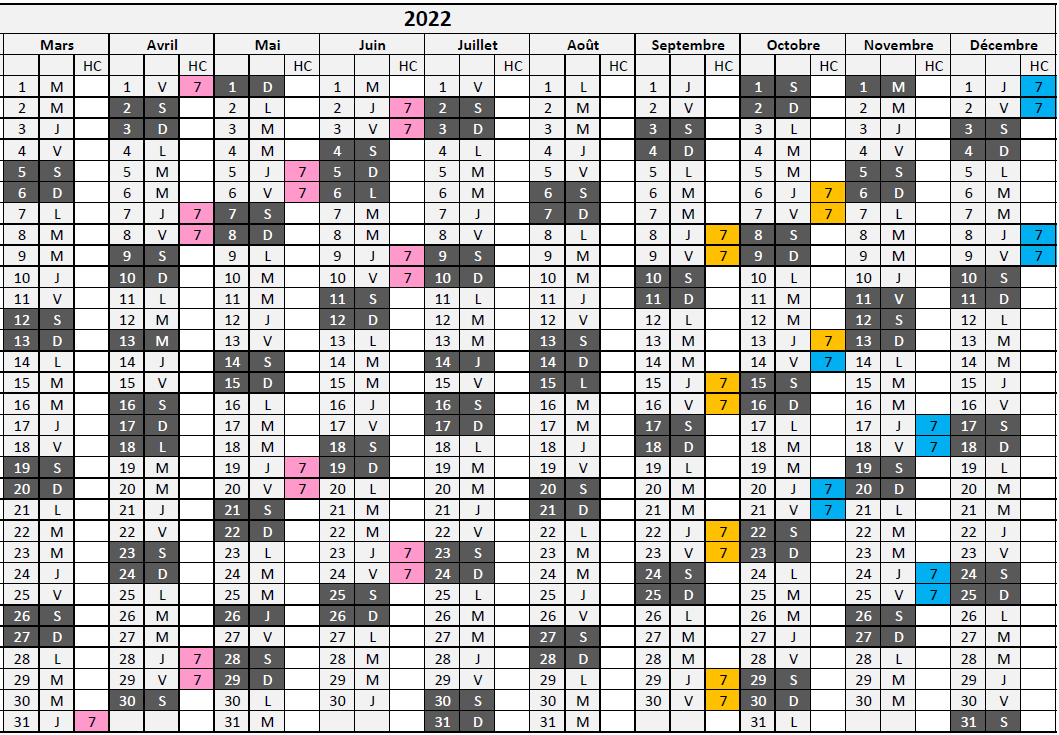 2022
Mars Avril Mai Juin Juillet Août Septembre Octobre Novembre Décembre
HC HC HC HC HC HC HC HC HC HC
1 M 1 V 7 1 D 1 M 1 V 1 L 1 J 1 S 1 M 1 J 7
2 M 2 S 2 L 2 J 7 2 S 2 M 2 V 2 D 2 M 2 V 7
3 J 3 D 3 M 3 V 7 3 D 3 M 3 S 3 L 3 J 3 S
4 V 4 L 4 M 4 S 4 L 4 J 4 D 4 M 4 V 4 D
5 S 5 M 5 J 7 5 D 5 M 5 V 5 L 5 M 5 S 5 L
6 D 6 M 6 V 7 6 L 6 M 6 S 6 M 6 J 7 6 D 6 M
7 L 7 J 7 7 S 7 M 7 J 7 D 7 M 7 V 7 7 L 7 M
8 M 8 V 7 8 D 8 M 8 V 8 L 8 J 7 8 S 8 M 8 J 7
9 M 9 S 9 L 9 J 7 9 S 9 M 9 V 7 9 D 9 M 9 V 7
10 J 10 D 10 M 10 V 7 10 D 10 M 10 S 10 L 10 J 10 S
11 V 11 L 11 M 11 S 11 L 11 J 11 D 11 M 11 V 11 D
12 S 12 M 12 J 12 D 12 M 12 V 12 L 12 M 12 S 12 L
13 D 13 M 13 V 13 L 13 M 13 S 13 M 13 J 7 13 D 13 M
14 L 14 J 14 S 14 M 14 J 14 D 14 M 14 V 7 14 L 14 M
15 M 15 V 15 D 15 M 15 V 15 L 15 J 7 15 S 15 M 15 J
16 M 16 S 16 L 16 J 16 S 16 M 16 V 7 16 D 16 M 16 V
17 J 17 D 17 M 17 V 17 D 17 M 17 S 17 L 17 J 7 17 S
18 V 18 L 18 M 18 S 18 L 18 J 18 D 18 M 18 V 7 18 D
19 S 19 M 19 J 7 19 D 19 M 19 V 19 L 19 M 19 S 19 L
20 D 20 M 20 V 7 20 L 20 M 20 S 20 M 20 J 7 20 D 20 M
21 L 21 J 21 S 21 M 21 J 21 D 21 M 21 V 7 21 L 21 M
22 M 22 V 22 D 22 M 22 V 22 L 22 J 7 22 S 22 M 22 J
23 M 23 S 23 L 23 J 7 23 S 23 M 23 V 7 23 D 23 M 23 V
24 J 24 D 24 M 24 V 7 24 D 24 M 24 S 24 L 24 J 7 24 S
25 V 25 L 25 M 25 S 25 L 25 J 25 D 25 M 25 V 7 25 D
26 S 26 M 26 J 26 D 26 M 26 V 26 L 26 M 26 S 26 L
27 D 27 M 27 V 27 L 27 M 27 S 27 M 27 J 27 D 27 M
28 L 28 J 7 28 S 28 M 28 J 28 D 28 M 28 V 28 L 28 M
29 M 29 V 7 29 D 29 M 29 V 29 L 29 J 7 29 S 29 M 29 J
30 M 30 S 30 L 30 J 30 S 30 M 30 V 7 30 D 30 M 30 V
31 J 7 31 M 31 D 31 M 31 L 31 S